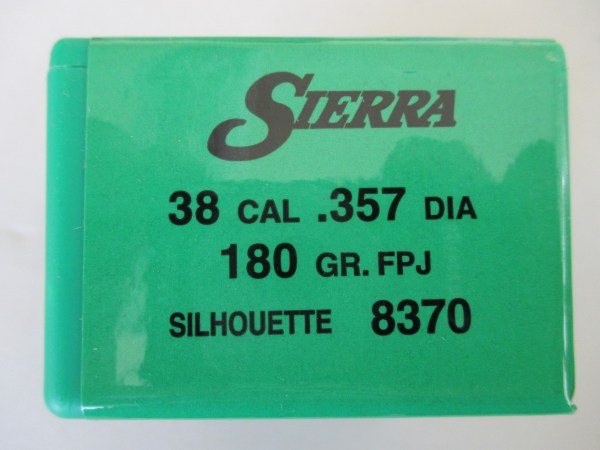 SIERRA
38 CAL .357 DIA
180 GR. FPJ
SILHOUETTE 8370